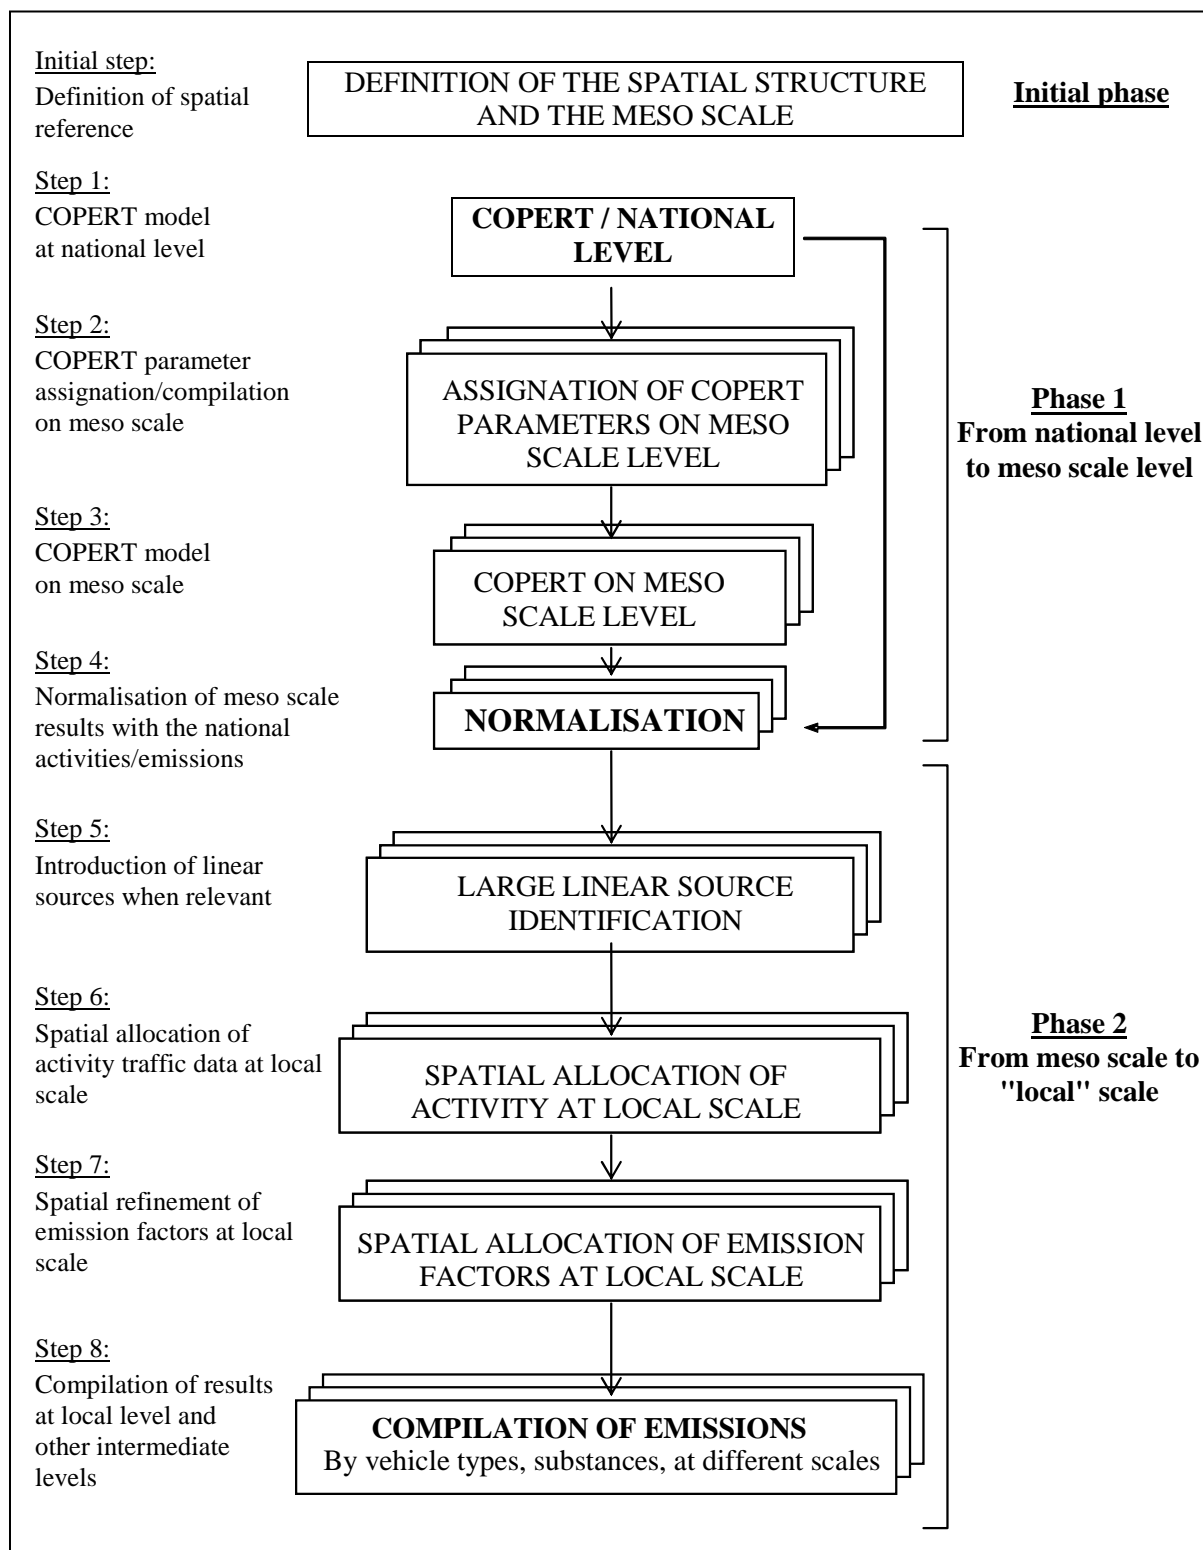 Initial step:
Definition of spatial
reference
DEFINITION OF THE SPATIAL STRUCTURE
AND THE MESO SCALE
Initial phase
Step 1:
COPERT model
at national level
COPERT / NATIONAL
LEVEL
Step 2:
COPERT parameter
assignation/compilation
on meso scale
ASSIGNATION OF COPERT
PARAMETERS ON MESO
SCALE LEVEL
Phase 1
From national level
to meso scale level
Step 3:
COPERT model
on meso scale
COPERT ON MESO
SCALE LEVEL
Step 4:
Normalisation of meso scale
results with the national
activities/emissions
NORMALISATION
Step 5:
Introduction of linear
sources when relevant
LARGE LINEAR SOURCE
IDENTIFICATION
Step 6:
Spatial allocation of
activity traffic data at local
scale
SPATIAL ALLOCATION OF
ACTIVITY AT LOCAL SCALE
Phase 2
From meso scale to
"local" scale
Step 7:
Spatial refinement of
emission factors at local
scale
SPATIAL ALLOCATION OF EMISSION
FACTORS AT LOCAL SCALE
Step 8:
Compilation of results
at local level and
other intermediate
levels
COMPILATION OF EMISSIONS
By vehicle types, substances, at different scales